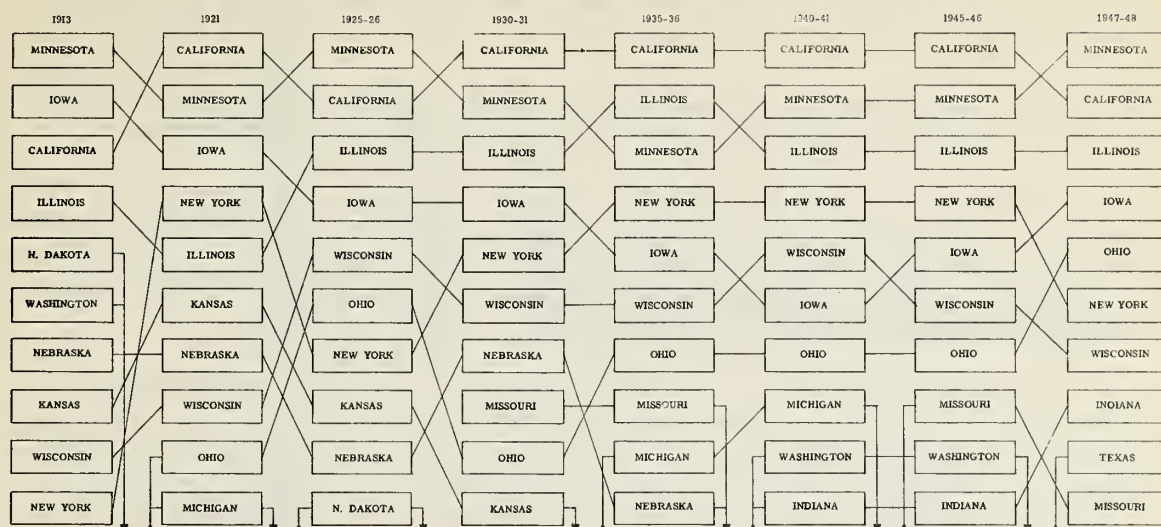 1913 1921 1925-26 1930-31 1935-36 1940-41 1945-46 1947-48
MINNESOTA CALIFORNIA MINNESOTA CALIFORNIA CALIFORNIA CALIFORNIA CALIFORNIA MINNESOTA
IOWA MINNESOTA CALIFORNIA MINNESOTA ILLINOIS MINNESOTA MINNESOTA CALIFORNIA
CALIFORNIA IOWA ILLINOIS ILLINOIS MINNESOTA ILLINOIS ILLINOIS ILLINOIS
ILLINOIS NEW YORK IOWA IOWA NEW YORK NEW YORK NEW YORK IOWA
N. DAKOTA ILLINOIS WISCONSIN NEW YORK IOWA WISCONSIN IOWA OHIO
WASHINGTON KANSAS OHIO WISCONSIN WISCONSIN IOWA WISCONSIN NEW YORK
NEBRASKA NEBRASKA NEW YORK NEBRASKA OHIO OHIO OHIO WISCONSIN
KANSAS WISCONSIN KANSAS MISSOURI MISSOURI MICHIGAN MISSOURI INDIANA
WISCONSIN OHIO NEBRASKA OHIO MICHIGAN WASHINGTON WASHINGTON TEXAS
NEW YORK MICHIGAN N. DAKOTA KANSAS NEBRASKA INDIANA INDIANA MISSOURI